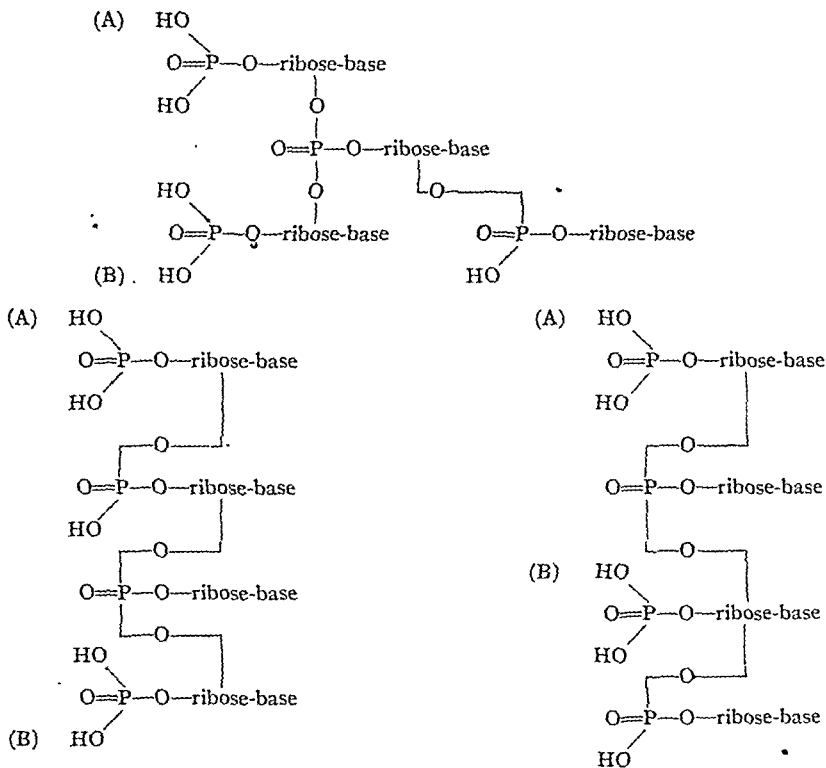 (A) HO
O=P—O—ribose-base
HO O
O=P—O—ribose-base
HO O O
O=P—O—ribose-base O=P—O—ribose-base
(B) HO HO
(A) HO
O=P—O—ribose-base
HO
O
O=P—O—ribose-base
HO
O
O=P—O—ribose-base
O
HO
O=P—O—ribose-base
(B) HO
(A) HO
O=P—O—ribose-base
HO
O
O=P—O—ribose-base
O
(B) HO
O=P—O—ribose-base
HO
O
O=P—O—ribose-base
HO